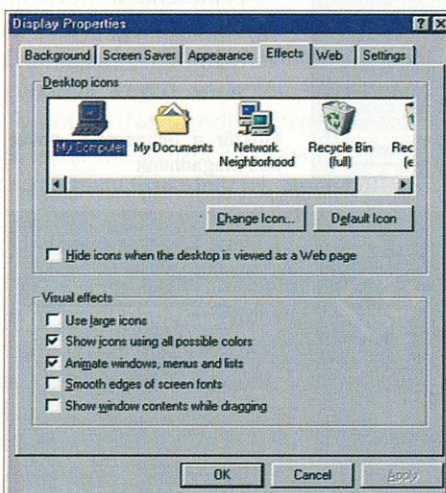 Display Properties
Background Screen Saver Appearance Effects Web Settings
Desktop icons
My Computer My Documents Network Neighborhood Recycle Bin (full) Rec (e
Change Icon... Default Icon
Hide icons when the desktop is viewed as a Web page
Visual effects
Use large icons
Show icons using all possible colors
Animate windows, menus and lists
Smooth edges of screen fonts
Show window contents while dragging
OK Cancel Apply